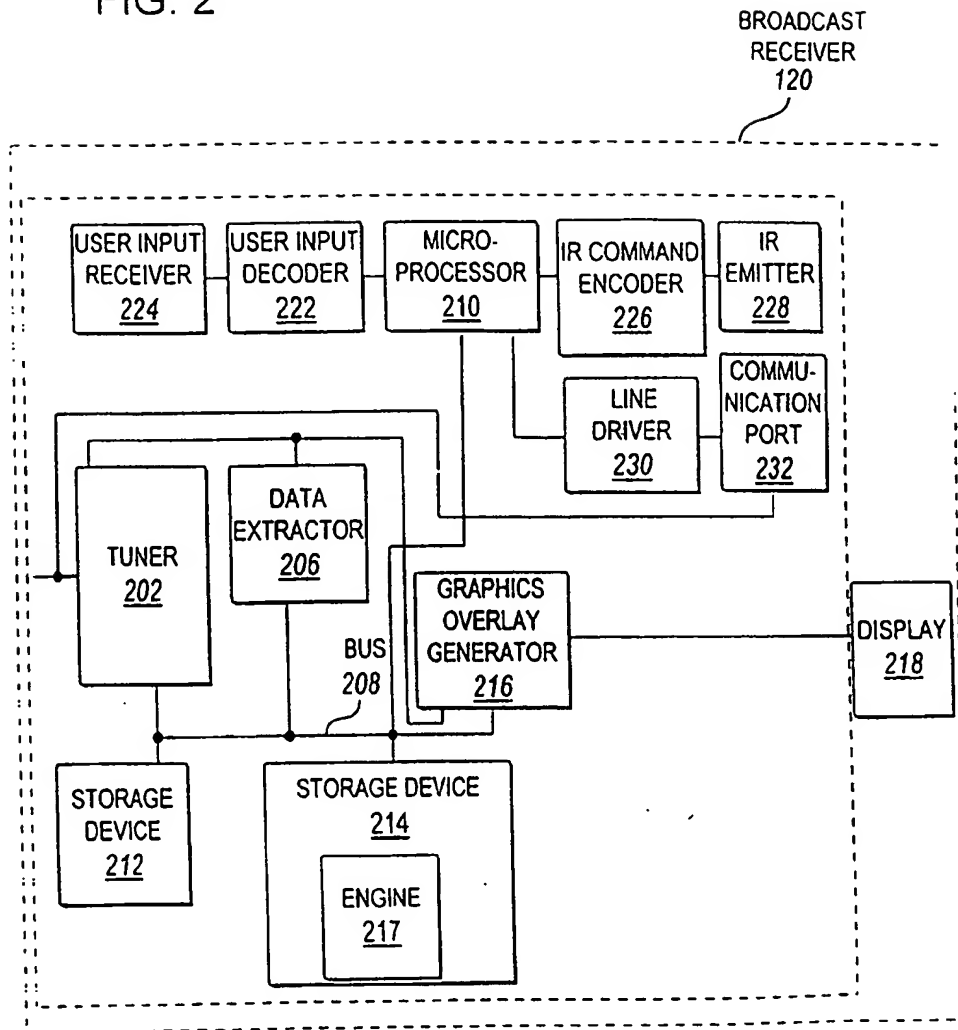 FIG. 2
BROADCAST
RECEIVER
120
USER INPUT
RECEIVER
224
USER INPUT
DECODER
222
MICRO-
PROCESSOR
210
IR COMMAND
ENCODER
226
IR
EMITTER
228
LINE
DRIVER
230
COMMU-
NICATION
PORT
232
TUNER
202
DATA
EXTRACTOR
206
BUS
208
GRAPHICS
OVERLAY
GENERATOR
216
DISPLAY
218
STORAGE
DEVICE
212
STORAGE DEVICE
214
ENGINE
217